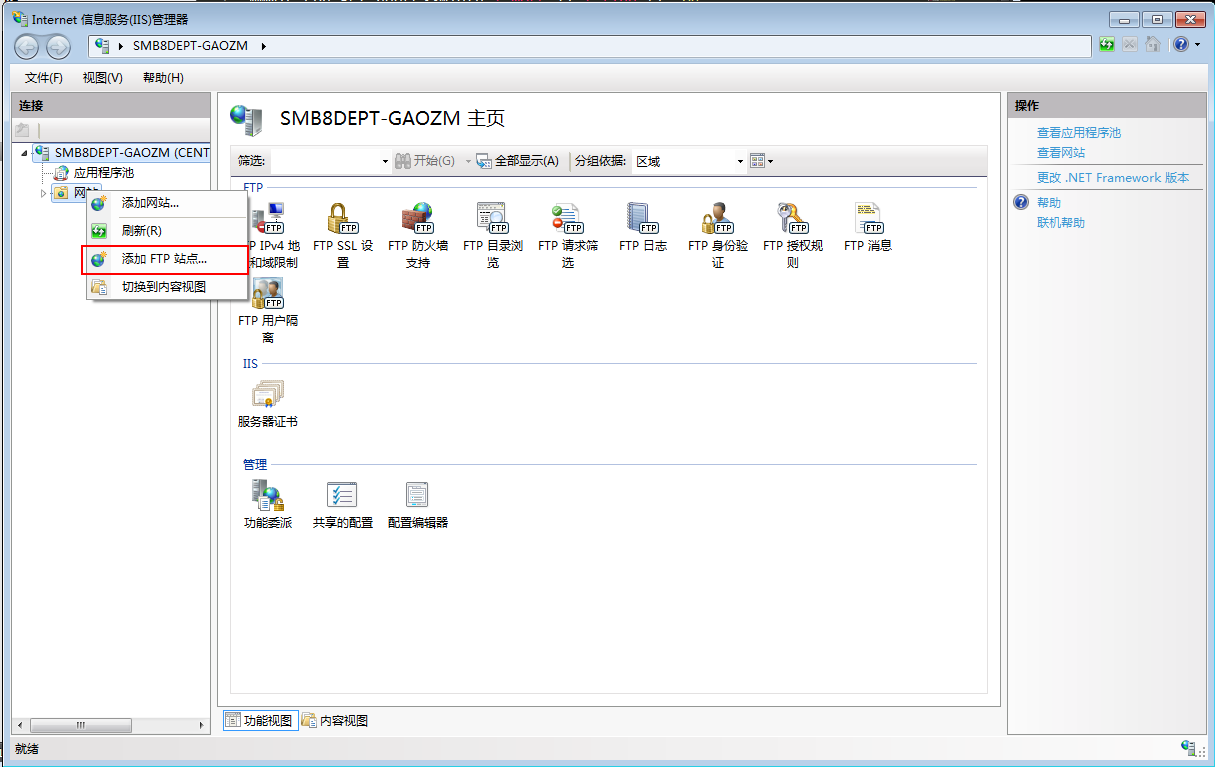 Internet 信息服务(IIS)管理器
SMB8DEPT-GAOZM
文件(F) 视图(V) 帮助(H)
连接
SMB8DEPT-GAOZM (CENT
应用程序池
网站
添加网站...
刷新(R)
添加 FTP 站点...
切换到内容视图
SMB8DEPT-GAOZM 主页
筛选: 开始(G) 全部显示(A) 分组依据: 区域
FTP
FTP IPv4 地
和域限制
FTP SSL 设
置
FTP 防火墙
支持
FTP 目录浏
览
FTP 请求筛
选
FTP 日志
FTP 身份验
证
FTP 授权规
则
FTP 消息
FTP 用户隔
离
IIS
服务器证书
管理
功能委派
共享的配置
配置编辑器
功能视图 内容视图
操作
查看应用程序池
查看网站
更改 .NET Framework 版本
帮助
联机帮助
就绪